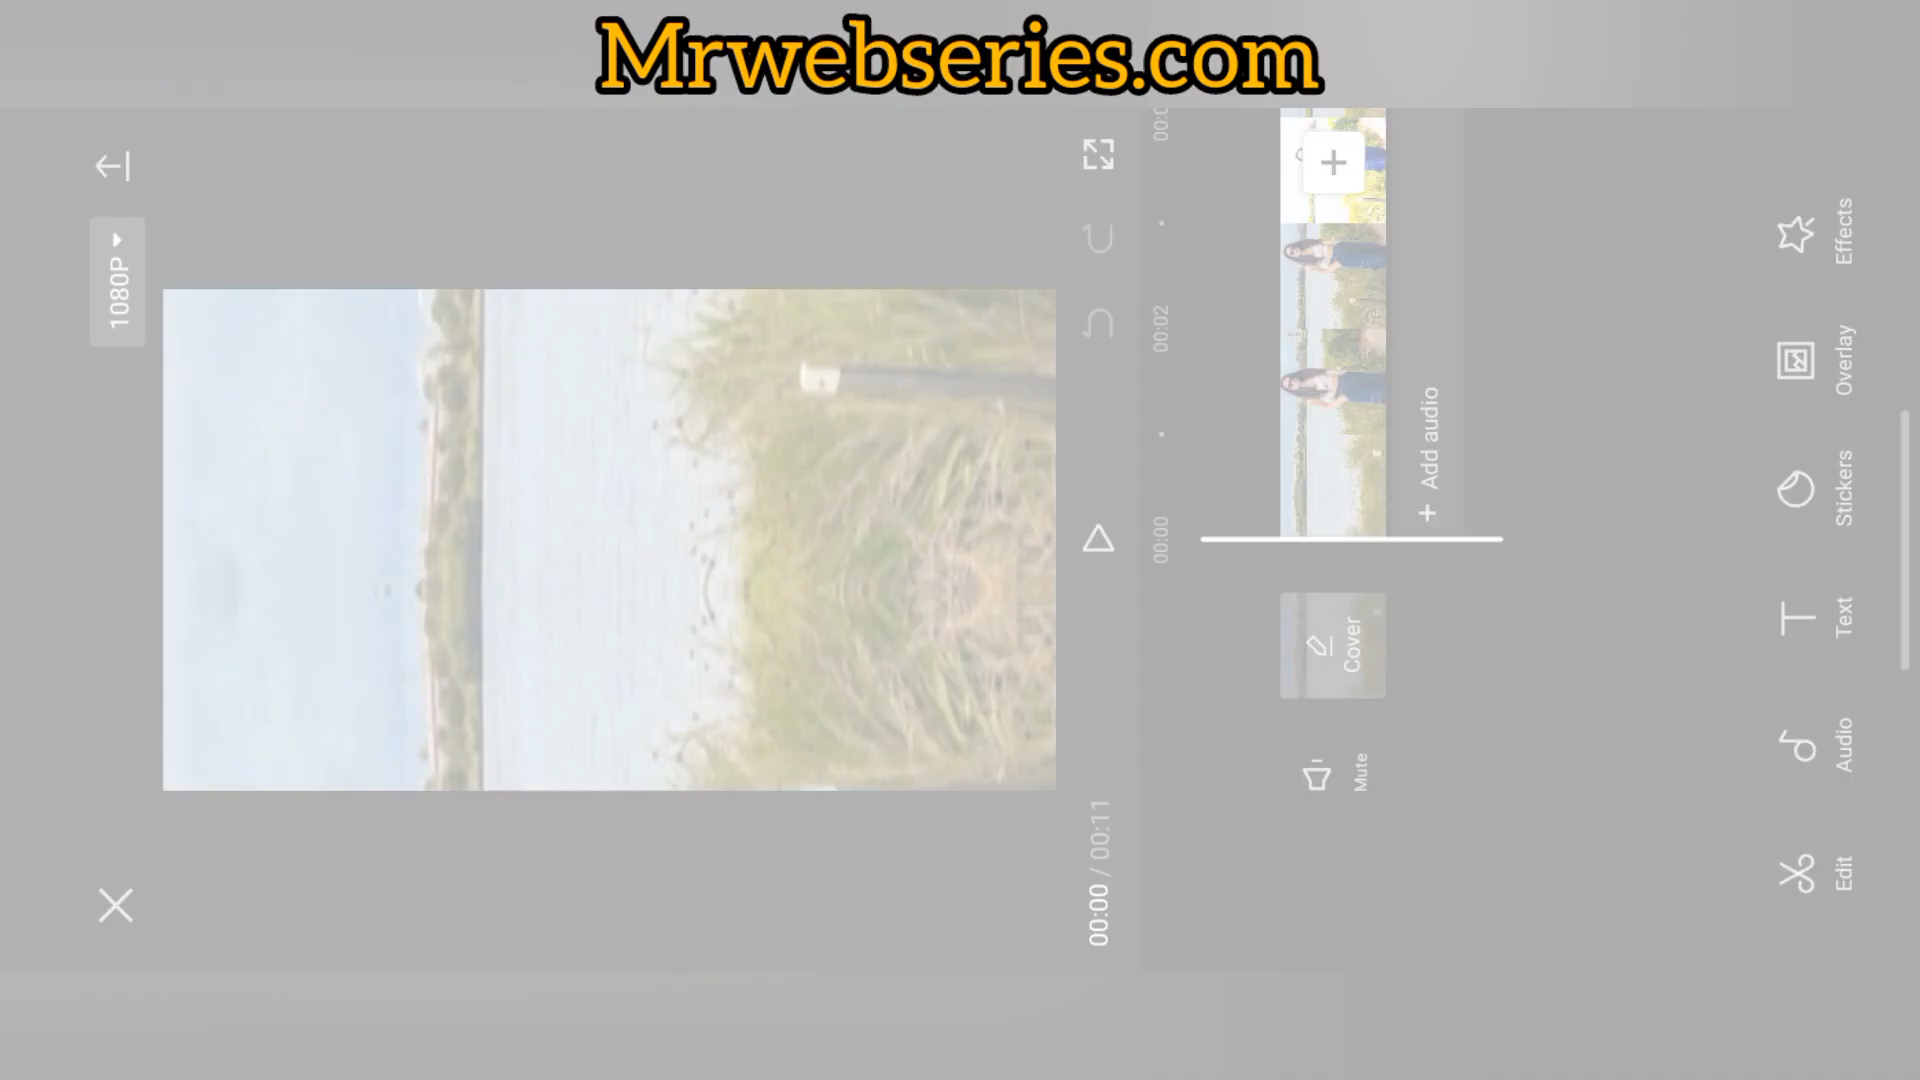 Mrwebseries.com
1080P
00:00 / 00:11
00:00
00:02
Cover
Mute
+ Add audio
Edit
Audio
Text
Stickers
Overlay
Effects